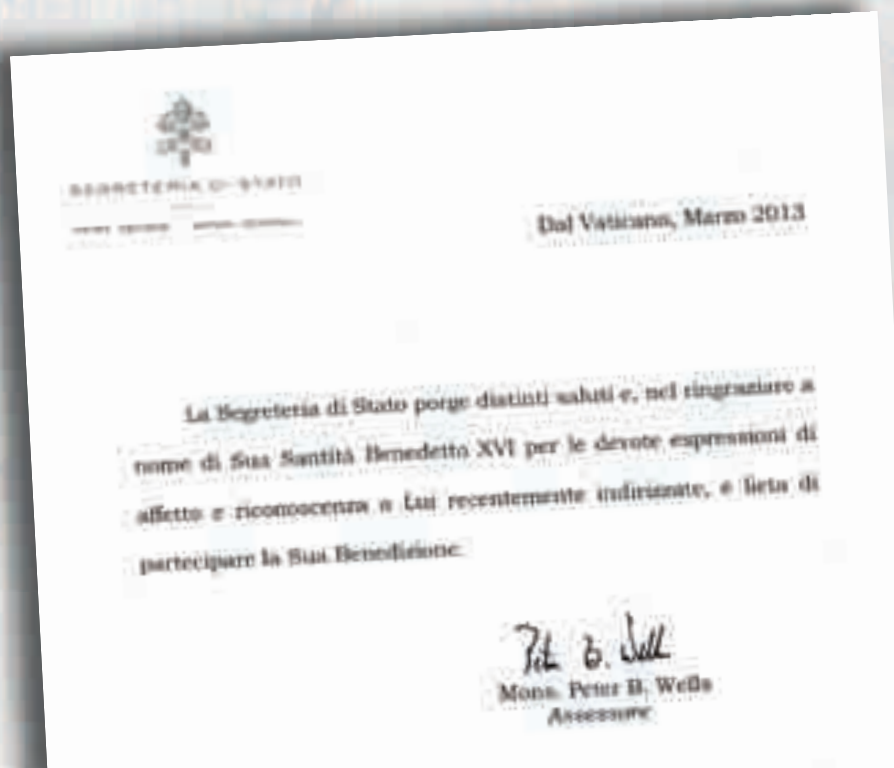 SEGRETERIA DI STATO
Dal Vaticano, Marzo 2013
La Segreteria di Stato porge distinti saluti e, nel ringraziare a
nome di Sua Santità Benedetto XVI per le devote espressioni di
affetto e riconoscenza a Lui recentemente indirizzate, è lieta di
partecipare la Sua Benedizione.
Pet B. Well
Mons. Peter B. Wells
Assessore